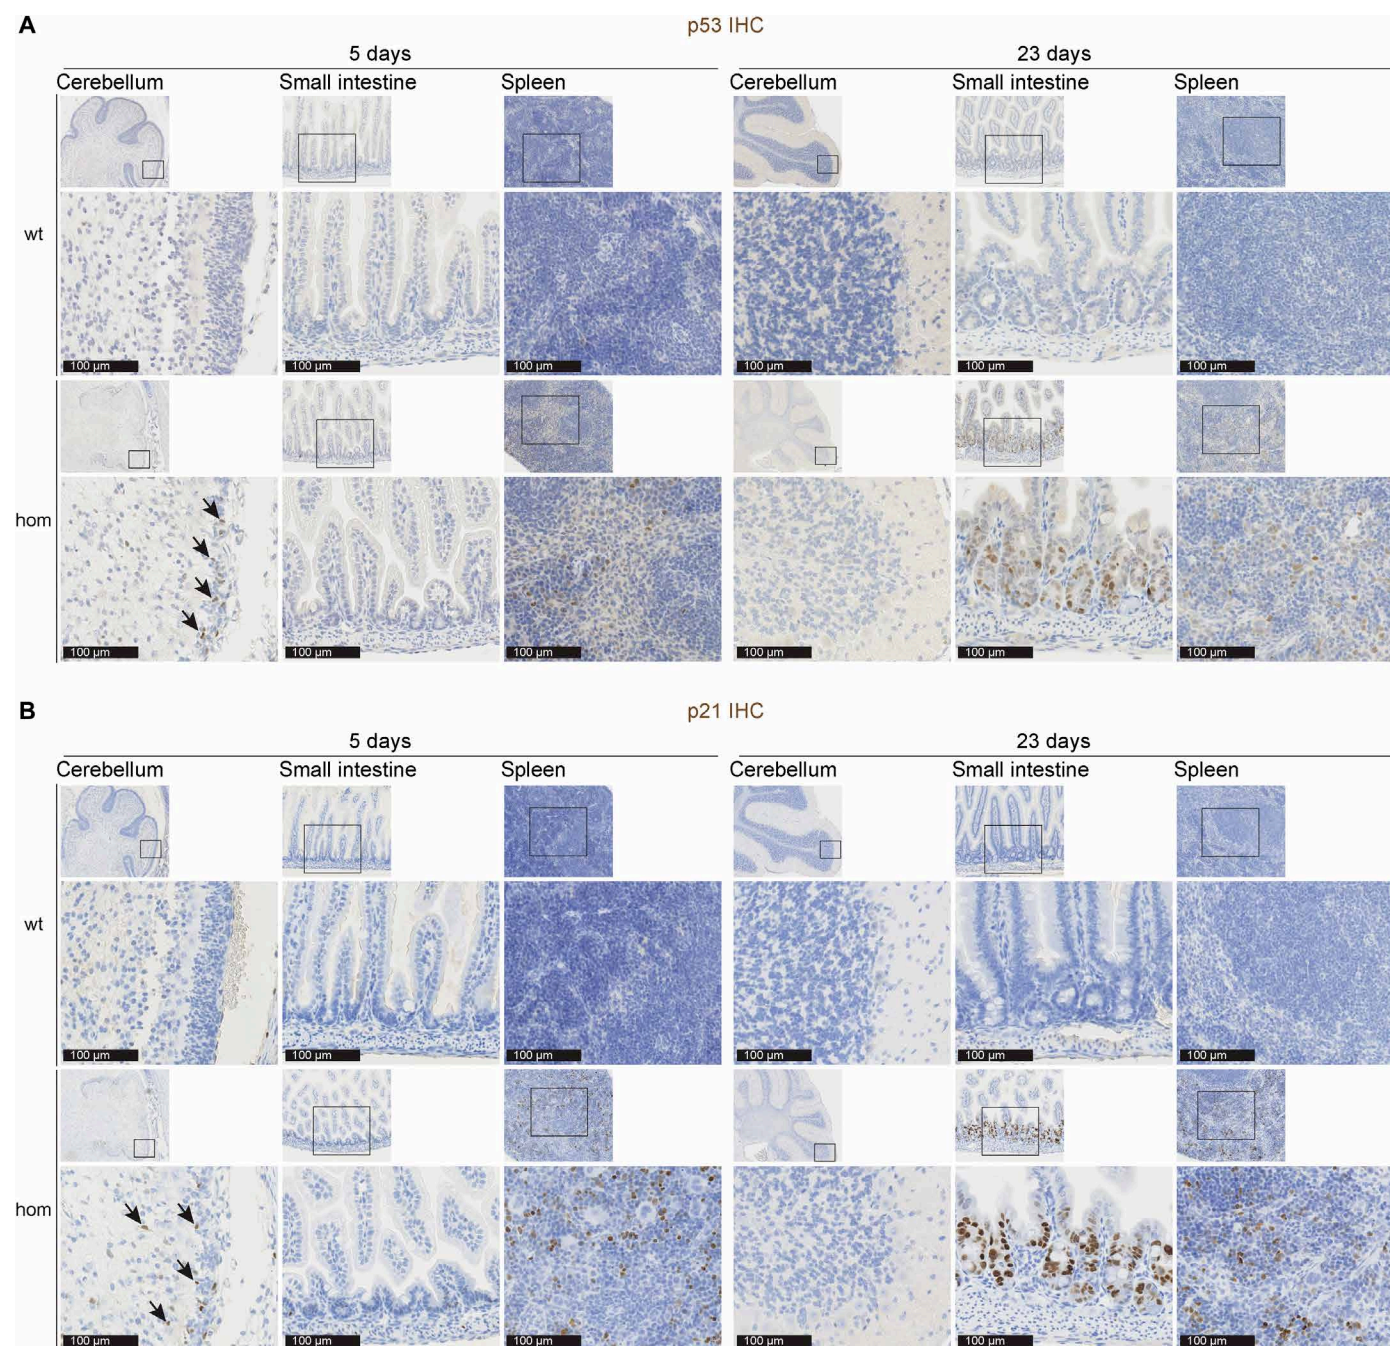 A
p53 IHC
5 days
23 days
Cerebellum
Small intestine
Spleen
Cerebellum
Small intestine
Spleen
wt
100 µm
100 µm
100 µm
100 µm
100 µm
100 µm
hom
100 µm
100 µm
100 µm
100 µm
100 µm
100 µm
B
p21 IHC
5 days
23 days
Cerebellum
Small intestine
Spleen
Cerebellum
Small intestine
Spleen
wt
100 µm
100 µm
100 µm
100 µm
100 µm
100 µm
hom
100 µm
100 µm
100 µm
100 µm
100 µm
100 µm